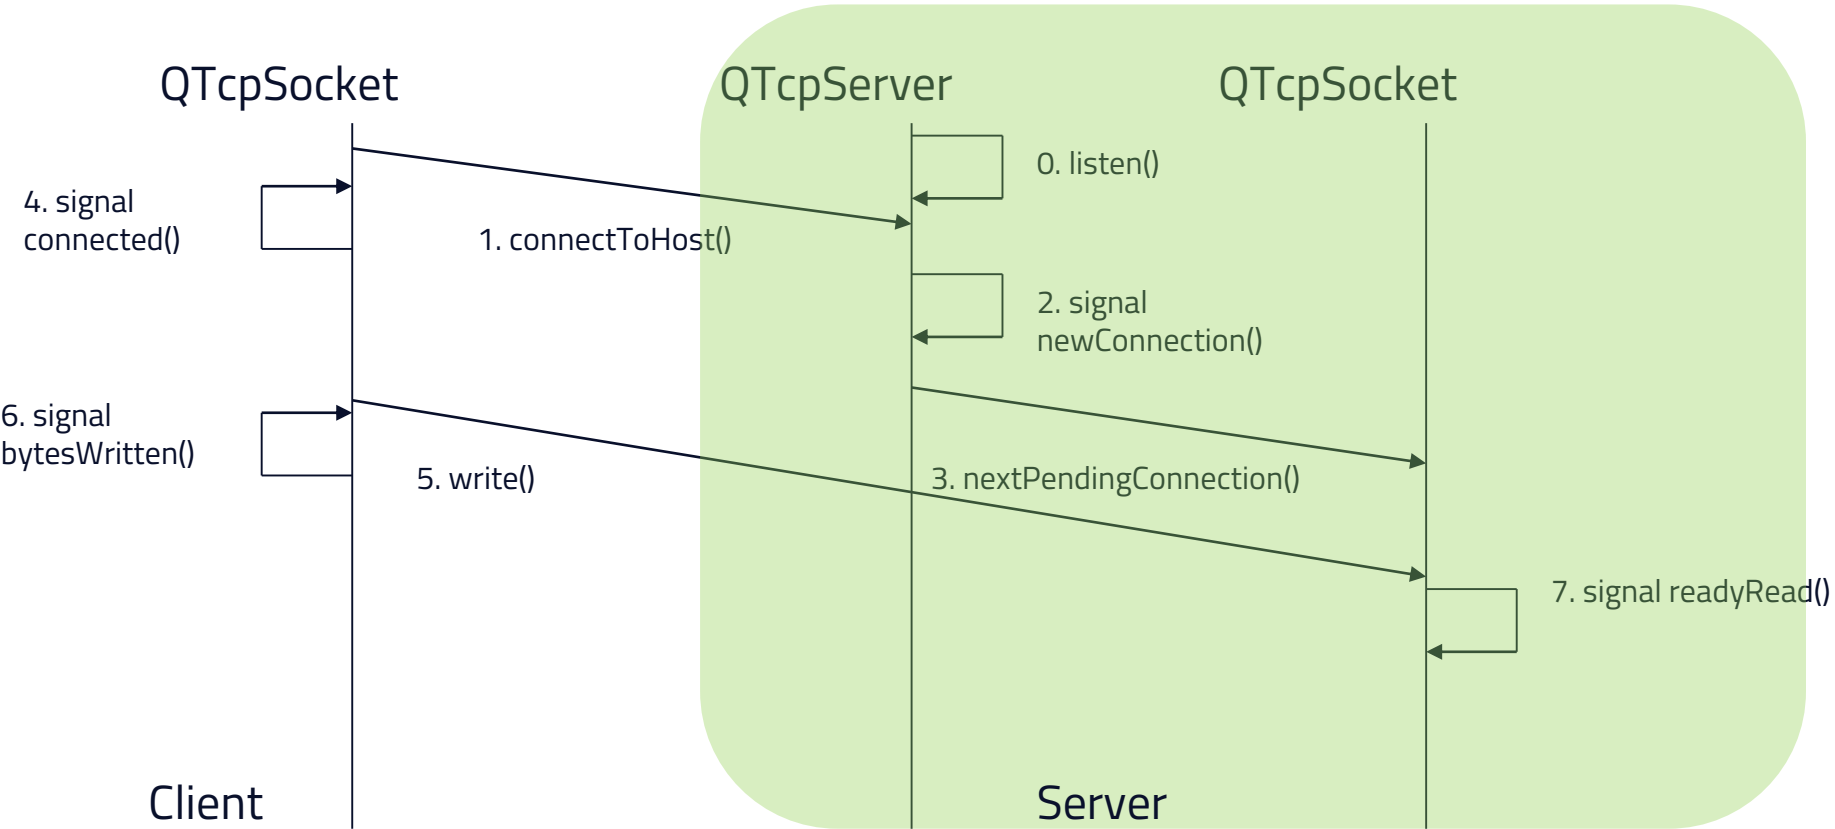 QTcpSocket
QTcpServer
QTcpSocket
0. listen()
4. signal
connected()
1. connectToHost()
2. signal
newConnection()
6. signal
bytesWritten()
5. write()
3. nextPendingConnection()
7. signal readyRead()
Client
Server